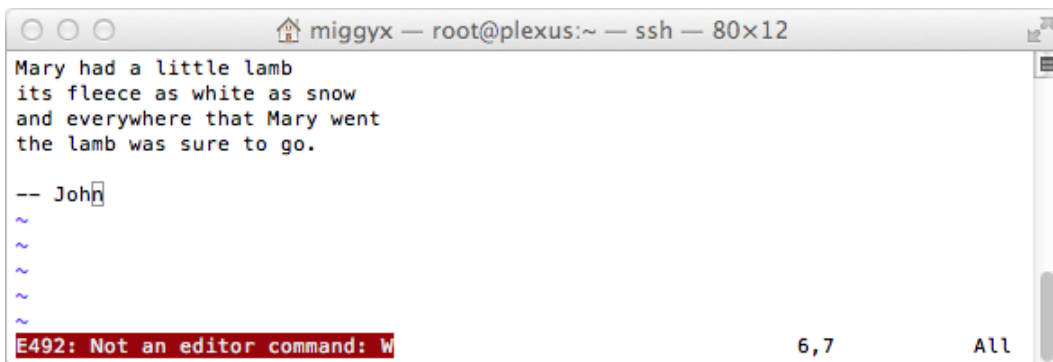 miggyx — root@plexus:~ — ssh — 80×12
Mary had a little lamb
its fleece as white as snow
and everywhere that Mary went
the lamb was sure to go.
-- John
~
~
~
~
~
E492: Not an editor command: W 6,7 All